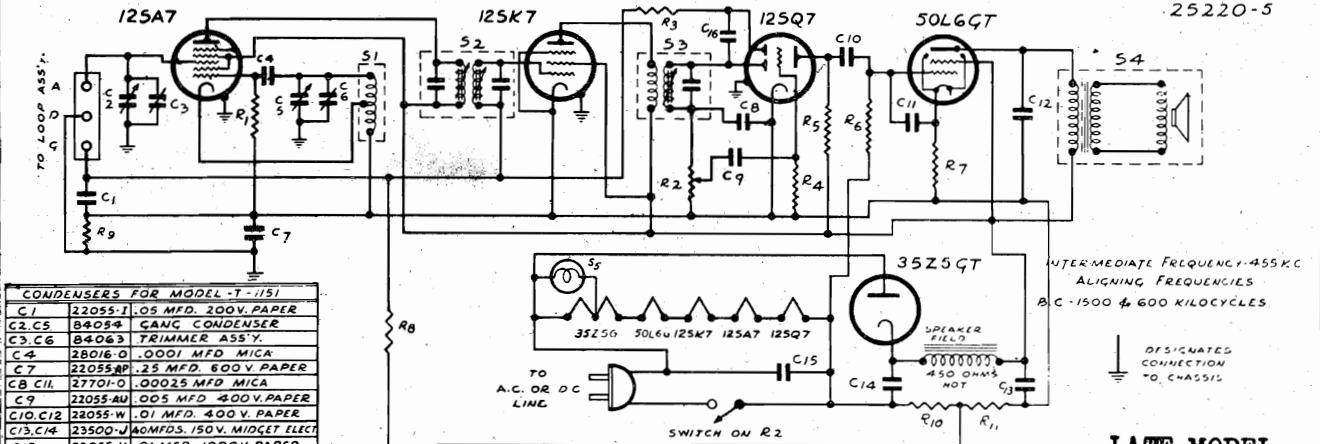 25220-5
12SA7
12SK7
12SQ7
50L6GT
S1
S2
S3
S4
R3
C16
C10
C4
C2
C3
C5
C6
R1
C8
C9
R2
R4
R5
R6
C11
R7
C12
TO LOOP ASS'Y.
A
D
G
C1
R9
C7
R8
S5
35Z5G
50L6G
12SK7
12SA7
12SQ7
35Z5GT
SPEAKER
FIELD
450 OHMS
HOT
C15
C14
C13
R10
R11
TO
A.C. OR DC
LINE
SWITCH ON R2
INTERMEDIATE FREQUENCY-455 K.C
ALIGNING FREQUENCIES
B.C-1500 & 600 KILOCYCLES.
DESIGNATES
CONNECTION
TO CHASSIS
LATE MODEL
CONDENSERS FOR MODEL -T-1151
C1 22055-I .05 MFD. 200V. PAPER
C2.C5 84054 GANG CONDENSER
C3.C6 84063 TRIMMER ASS'Y.
C4 28016-0 .0001 MFD MICA
C7 22055-AP .25 MFD. 600V. PAPER
C8 C11. 27701-0 .00025 MFD MICA
C9 22055-AU .005 MFD 400V. PAPER
C10.C12 22055-W .01 MFD. 400V. PAPER
C13,C14 23500-J 40MFDS. 150V. MIDGET ELECT